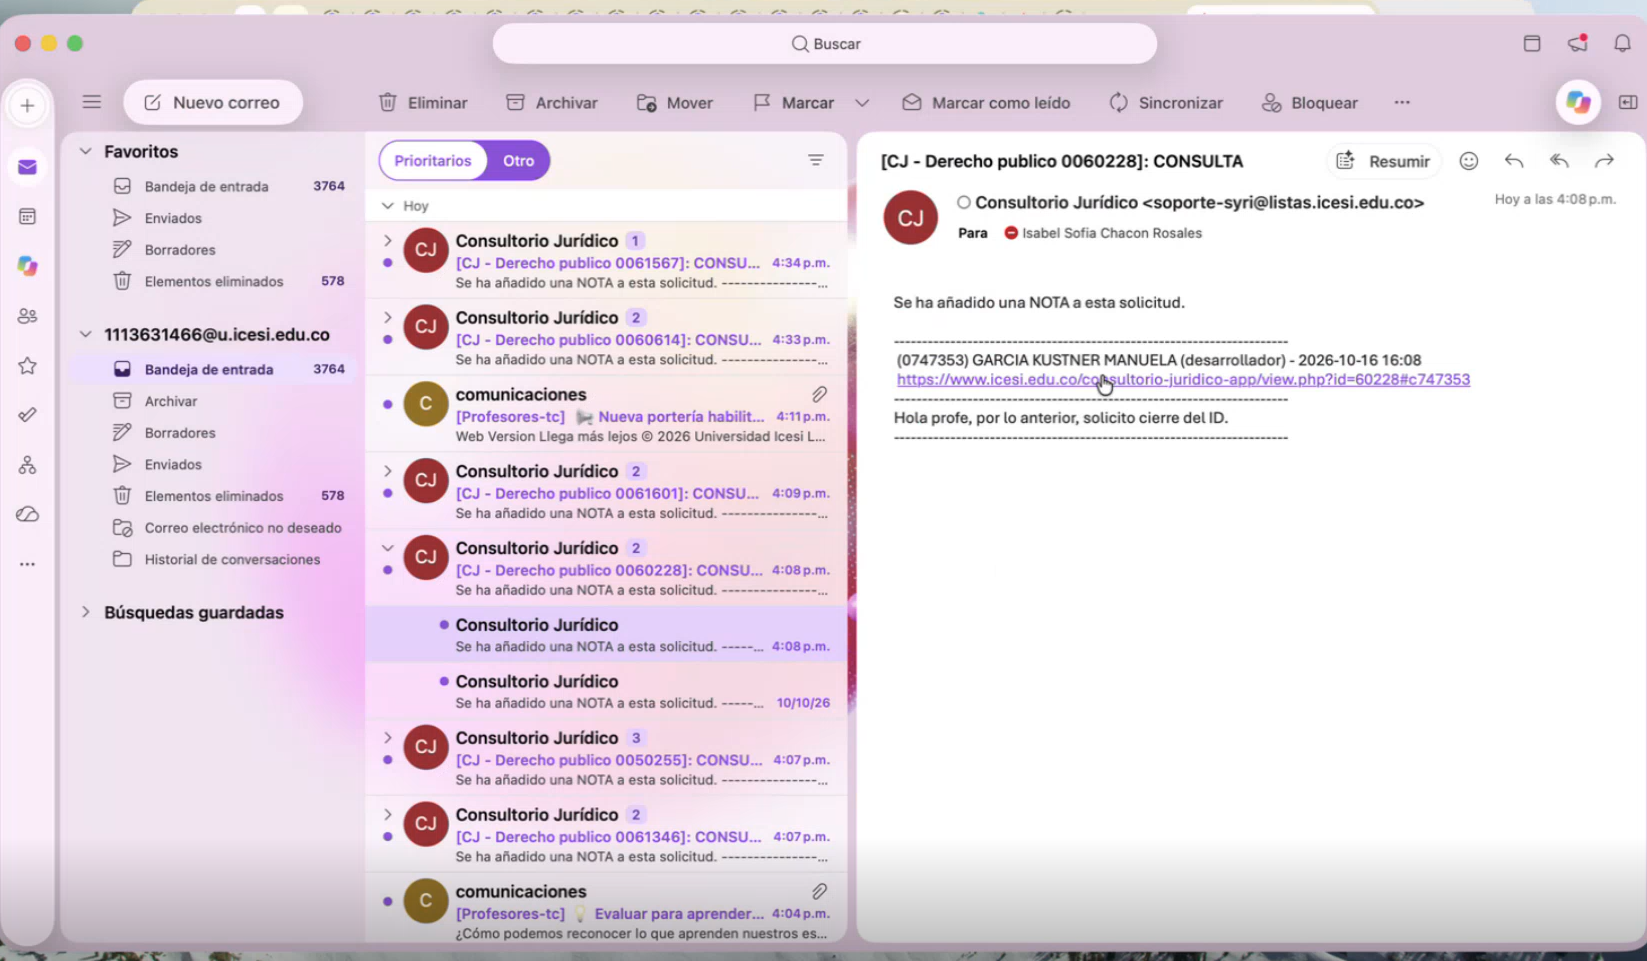 Buscar
Nuevo correo
Eliminar
Archivar
Mover
Marcar
Marcar como leído
Sincronizar
Bloquear
Favoritos
Bandeja de entrada 3764
Enviados
Borradores
Elementos eliminados 578
1113631466@u.icesi.edu.co
Bandeja de entrada 3764
Archivar
Borradores
Enviados
Elementos eliminados 578
Correo electrónico no deseado
Historial de conversaciones
Búsquedas guardadas
Prioritarios Otro
Hoy
CJ
Consultorio Jurídico 1
[CJ - Derecho publico 0061567]: CONSU... 4:34 p.m.
Se ha añadido una NOTA a esta solicitud. ---------------...
CJ
Consultorio Jurídico 2
[CJ - Derecho publico 0060614]: CONSU... 4:33 p.m.
Se ha añadido una NOTA a esta solicitud. ---------------...
C
comunicaciones
[Profesores-tc] Nueva portería habilit... 4:11 p.m.
Web Version Llega más lejos © 2026 Universidad Icesi L...
CJ
Consultorio Jurídico 2
[CJ - Derecho publico 0061601]: CONSU... 4:09 p.m.
Se ha añadido una NOTA a esta solicitud. ---------------...
CJ
Consultorio Jurídico 2
[CJ - Derecho publico 0060228]: CONSU... 4:08 p.m.
Se ha añadido una NOTA a esta solicitud. ---------------...
Consultorio Jurídico
Se ha añadido una NOTA a esta solicitud. -----... 4:08 p.m.
Consultorio Jurídico
Se ha añadido una NOTA a esta solicitud. -----... 10/10/26
CJ
Consultorio Jurídico 3
[CJ - Derecho publico 0050255]: CONSU... 4:07 p.m.
Se ha añadido una NOTA a esta solicitud. ---------------...
CJ
Consultorio Jurídico 2
[CJ - Derecho publico 0061346]: CONSU... 4:07 p.m.
Se ha añadido una NOTA a esta solicitud. ---------------...
C
comunicaciones
[Profesores-tc] Evaluar para aprender... 4:04 p.m.
¿Cómo podemos reconocer lo que aprenden nuestros es...
[CJ - Derecho publico 0060228]: CONSULTA
Resumir
CJ
Consultorio Jurídico <soporte-syri@listas.icesi.edu.co>
Hoy a las 4:08 p.m.
Para Isabel Sofia Chacon Rosales
Se ha añadido una NOTA a esta solicitud.
----------------------------------------------------------------------
(0747353) GARCIA KUSTNER MANUELA (desarrollador) - 2026-10-16 16:08
https://www.icesi.edu.co/consultorio-juridico-app/view.php?id=60228#c747353
----------------------------------------------------------------------
Hola profe, por lo anterior, solicito cierre del ID.
----------------------------------------------------------------------